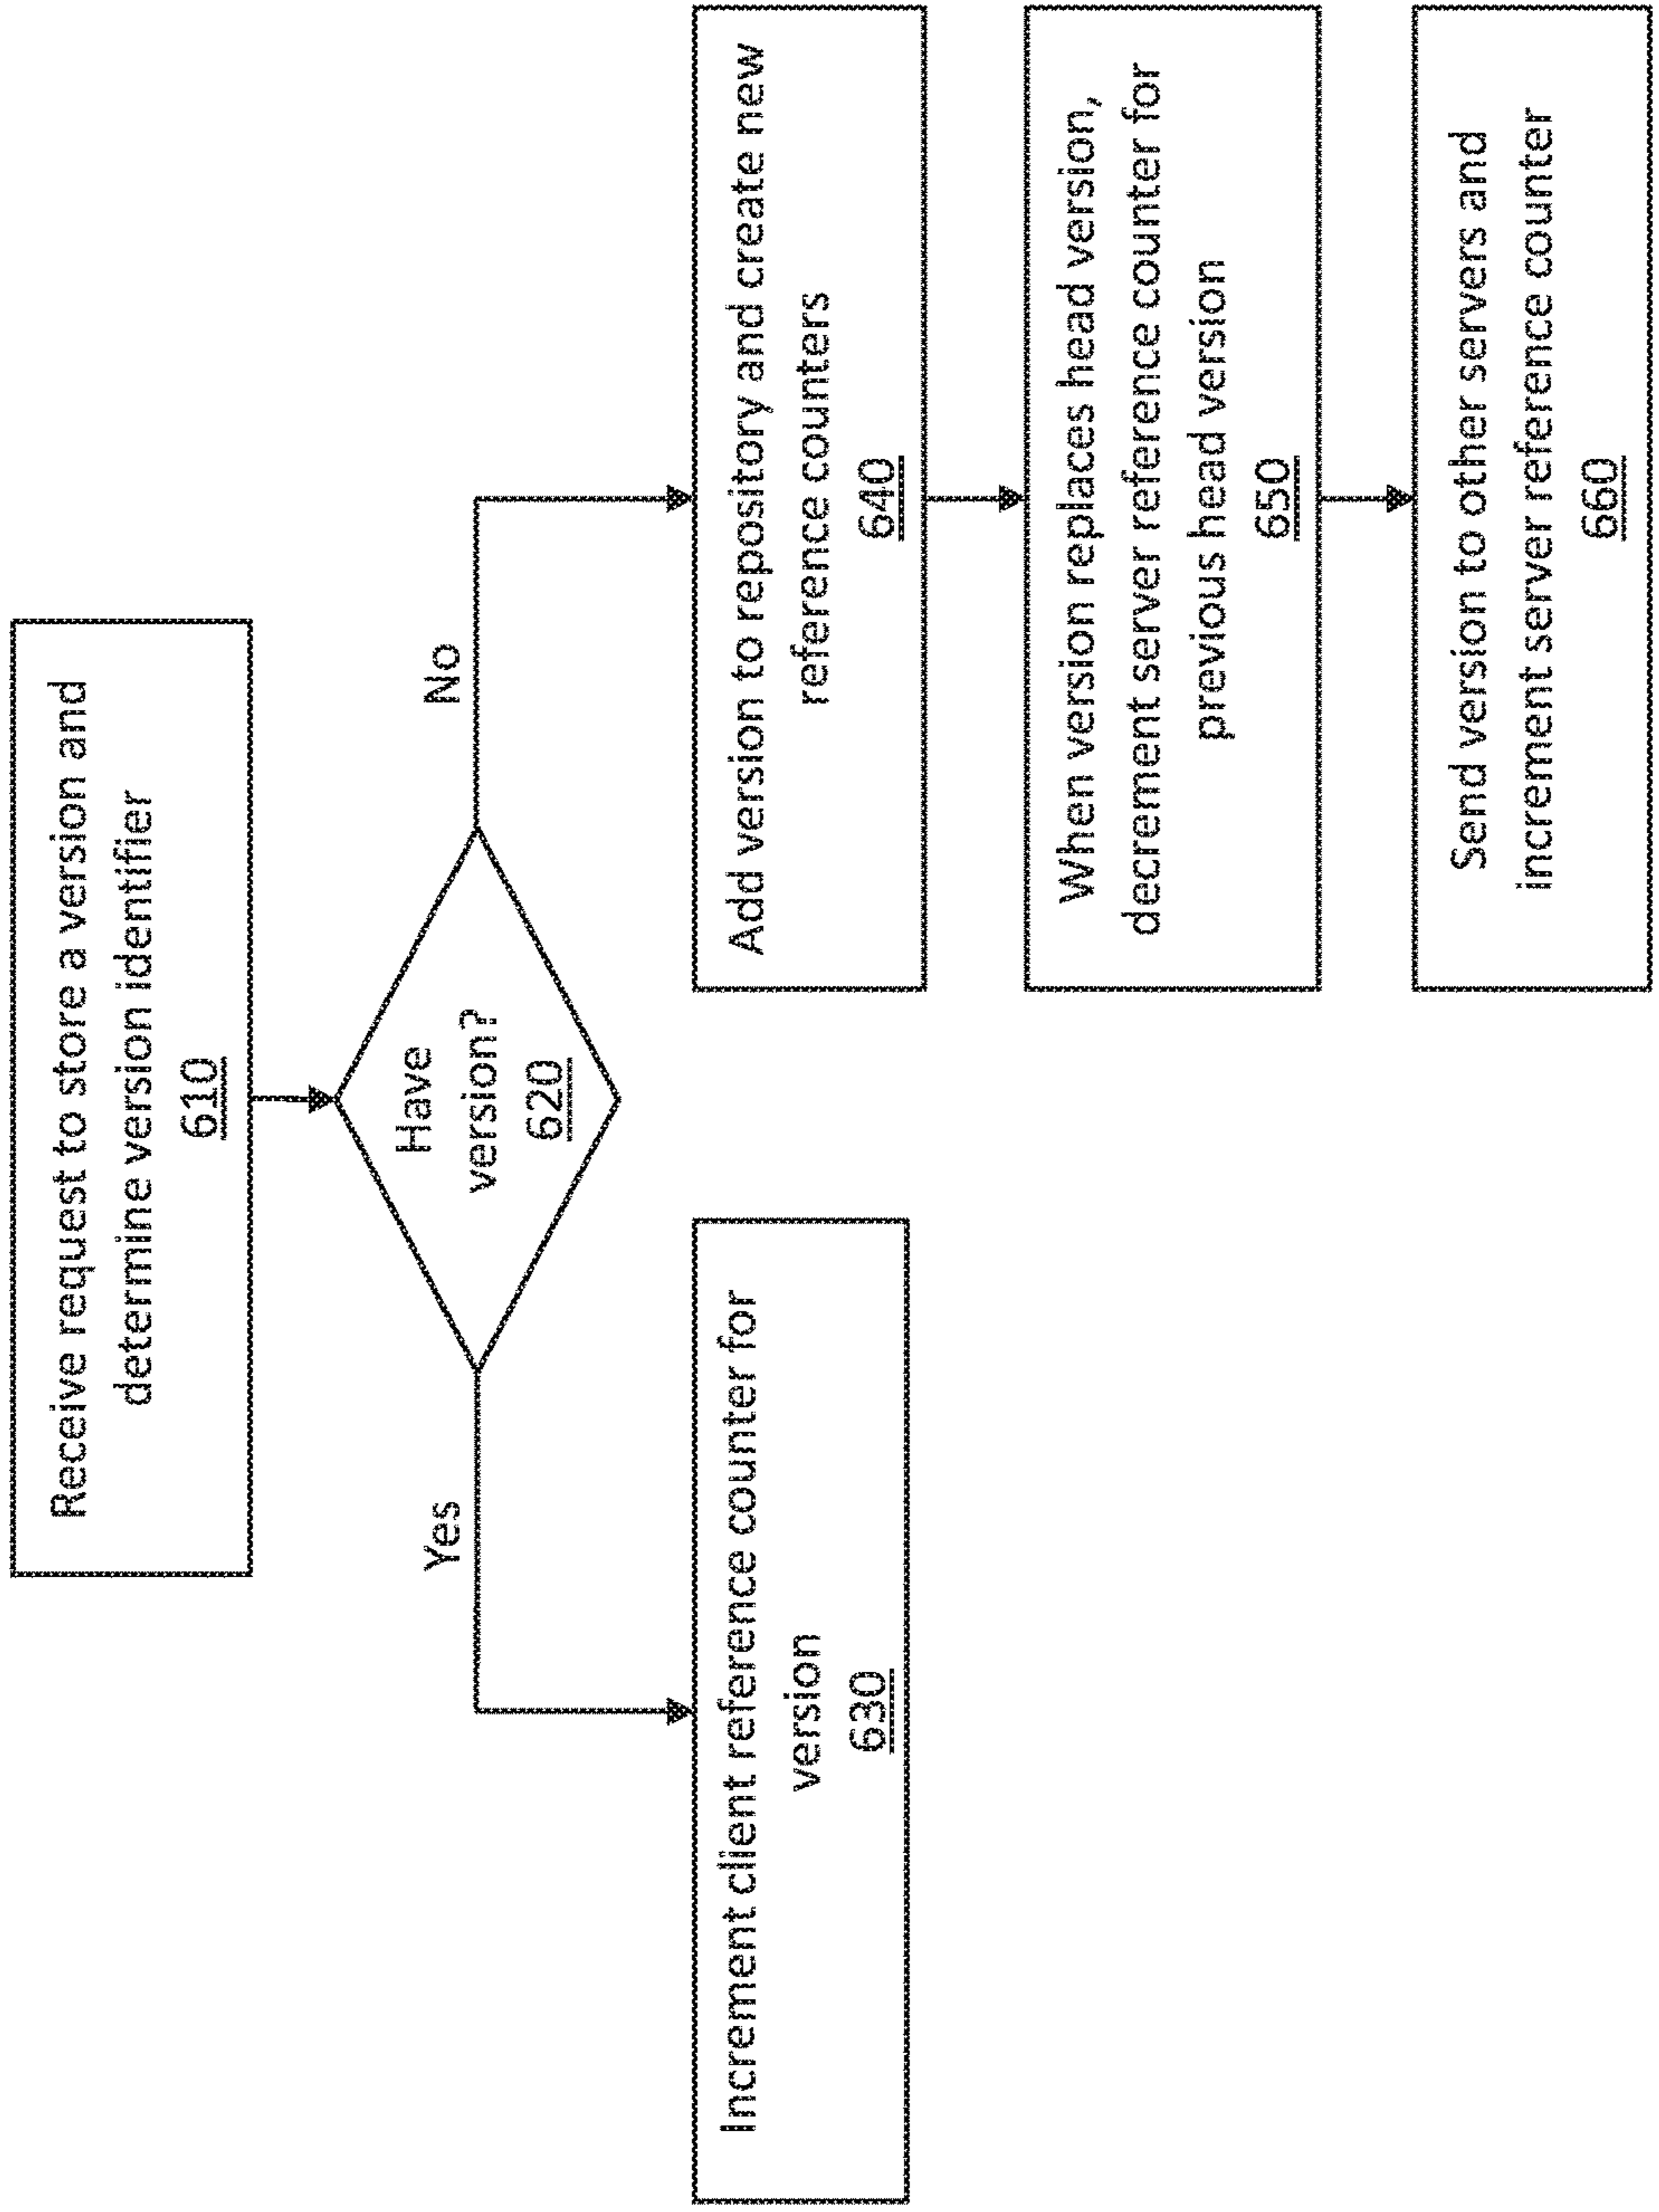 Receive request to store a version and
determine version identifier
610
Have
version?
620
Yes
No
Increment client reference counter for
version
630
Add version to repository and create new
reference counters
640
When version replaces head version,
decrement server reference counter for
previous head version
650
Send version to other servers and
increment server reference counter
660